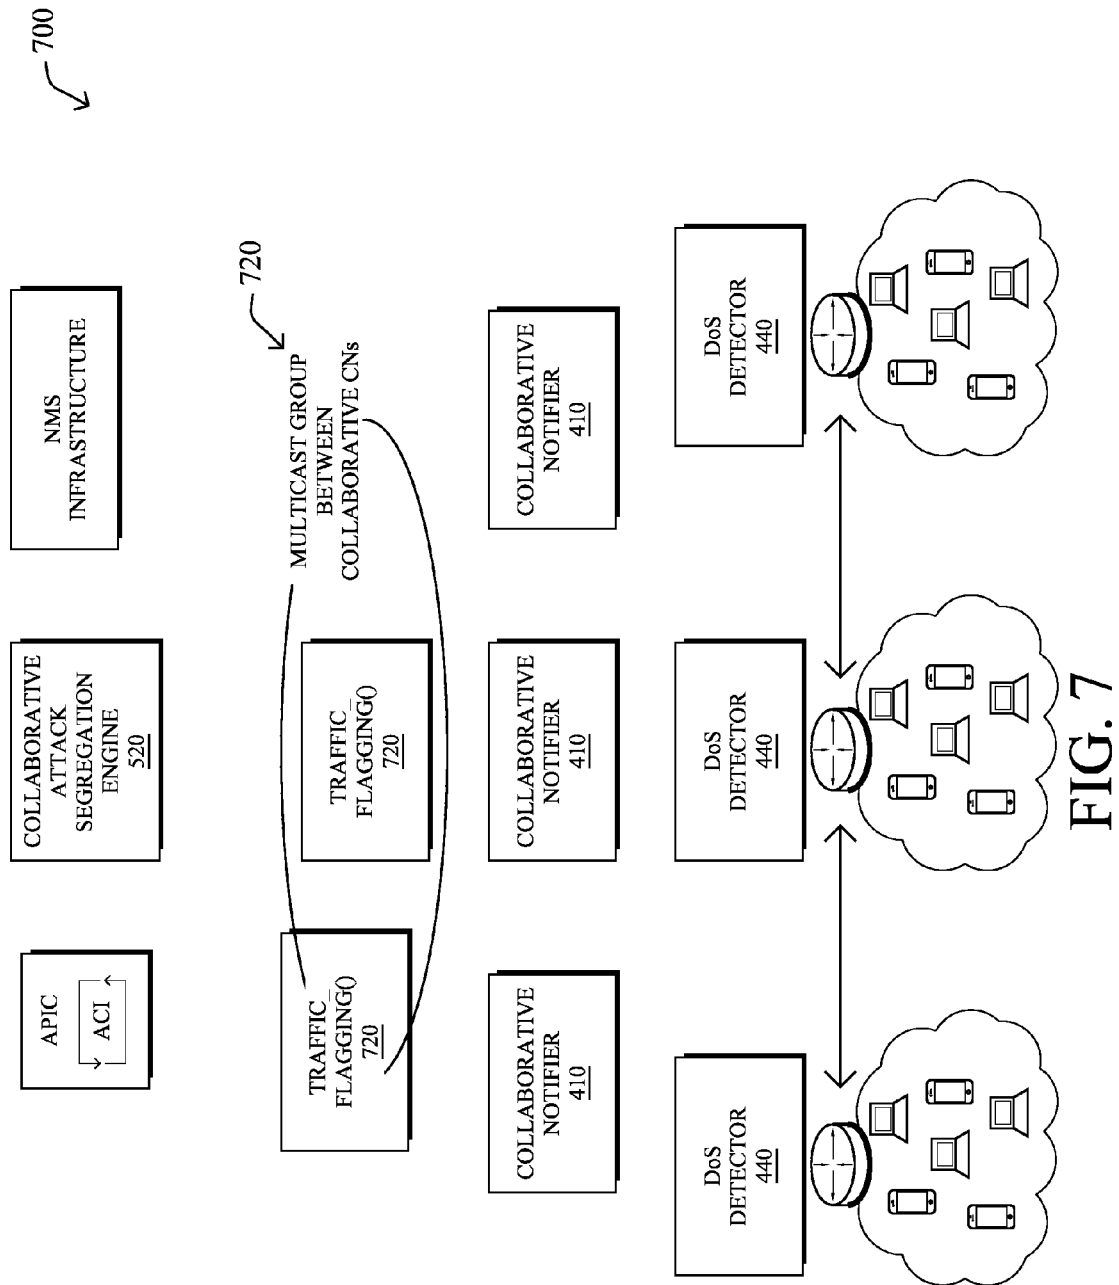 700
APIC
ACI
COLLABORATIVE
ATTACK
SEGREGATION
ENGINE
520
NMS
INFRASTRUCTURE
720
MULTICAST GROUP
BETWEEN
COLLABORATIVE CNs
TRAFFIC_
FLAGGING()
720
TRAFFIC_
FLAGGING()
720
COLLABORATIVE
NOTIFIER
410
COLLABORATIVE
NOTIFIER
410
COLLABORATIVE
NOTIFIER
410
DoS
DETECTOR
440
DoS
DETECTOR
440
DoS
DETECTOR
440
FIG. 7